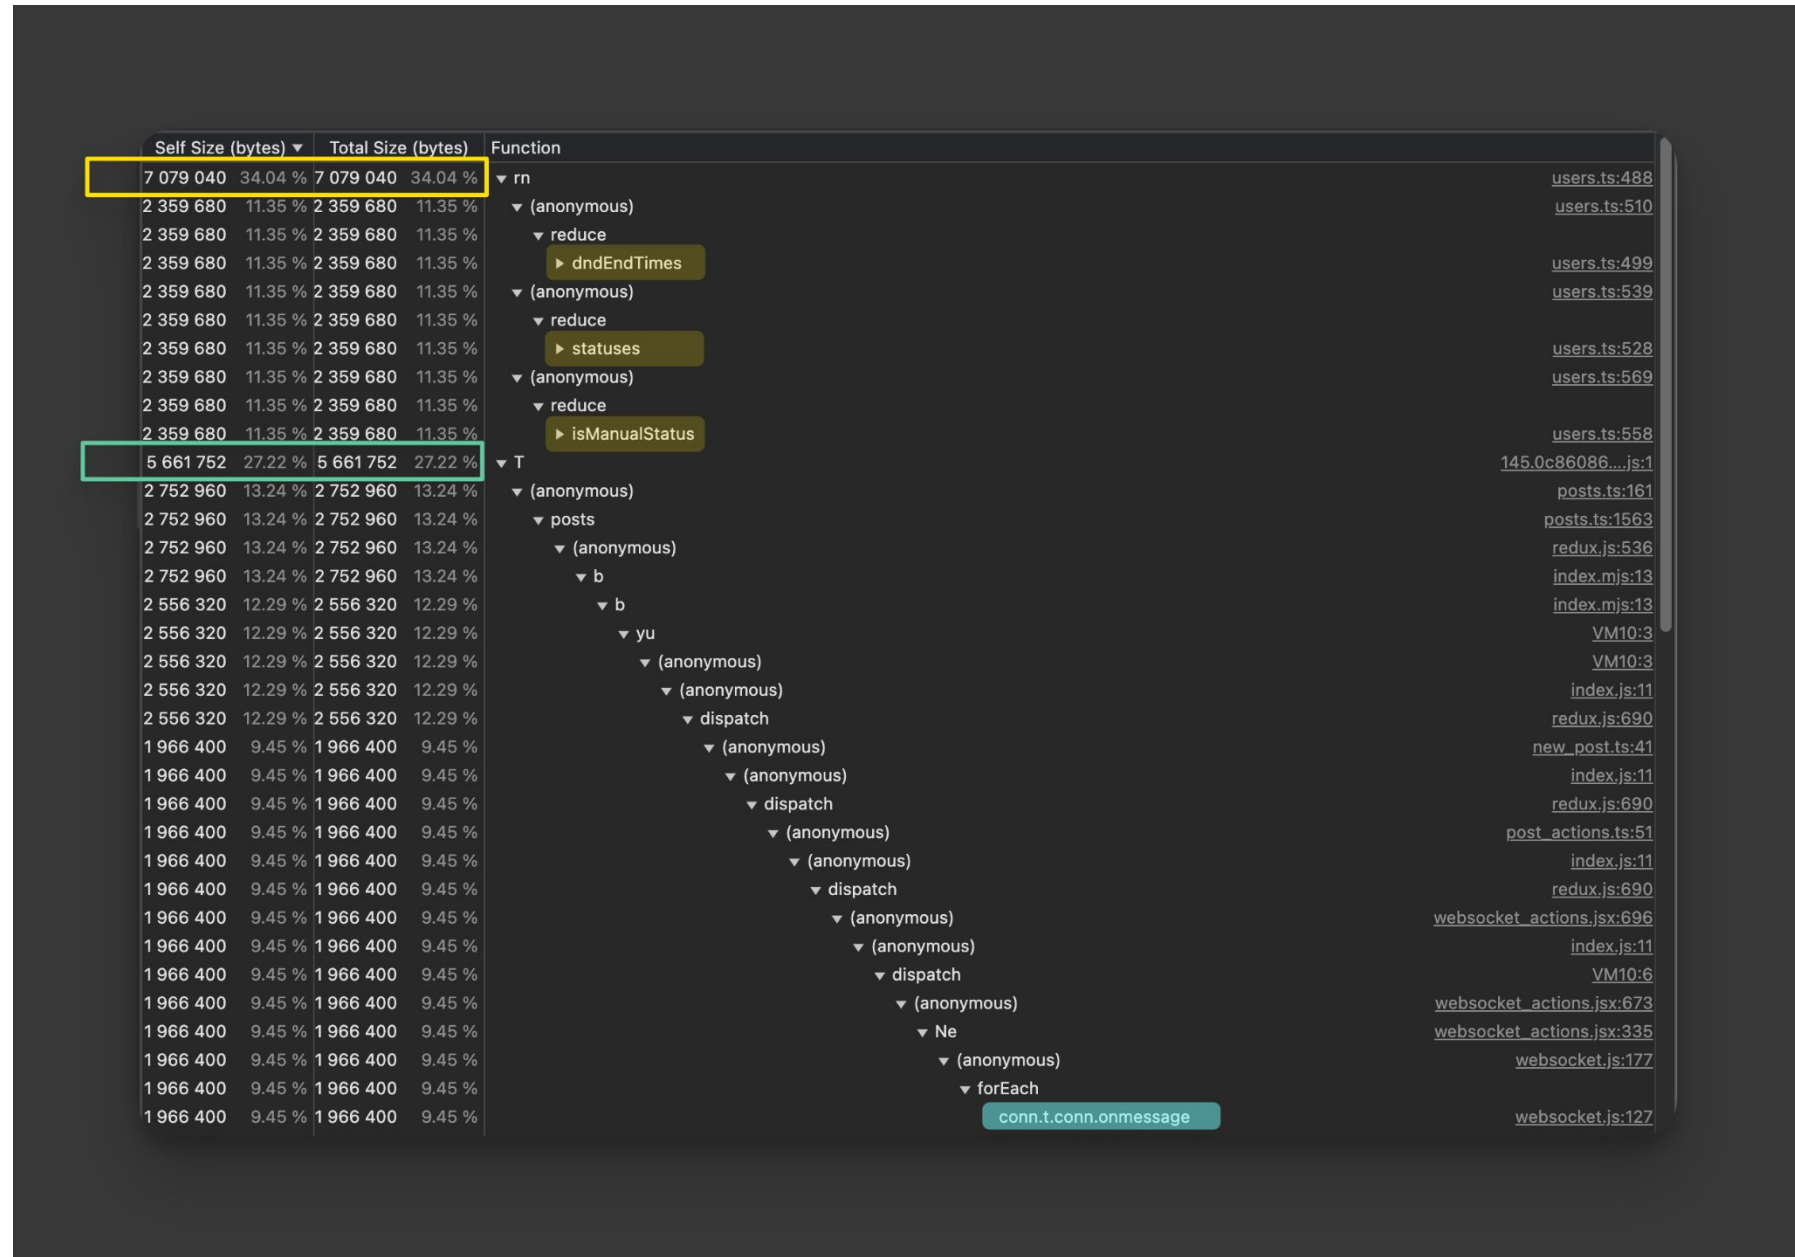 Self Size (bytes) ▼ Total Size (bytes) Function
7 079 040 34.04 % 7 079 040 34.04 % ▼ rn users.ts:488
2 359 680 11.35 % 2 359 680 11.35 % ▼ (anonymous) users.ts:510
2 359 680 11.35 % 2 359 680 11.35 % ▼ reduce
2 359 680 11.35 % 2 359 680 11.35 % ▶ dndEndTimes users.ts:499
2 359 680 11.35 % 2 359 680 11.35 % ▼ (anonymous) users.ts:539
2 359 680 11.35 % 2 359 680 11.35 % ▼ reduce
2 359 680 11.35 % 2 359 680 11.35 % ▶ statuses users.ts:528
2 359 680 11.35 % 2 359 680 11.35 % ▼ (anonymous) users.ts:569
2 359 680 11.35 % 2 359 680 11.35 % ▼ reduce
2 359 680 11.35 % 2 359 680 11.35 % ▶ isManualStatus users.ts:558
5 661 752 27.22 % 5 661 752 27.22 % ▼ T 145.0c86086....js:1
2 752 960 13.24 % 2 752 960 13.24 % ▼ (anonymous) posts.ts:161
2 752 960 13.24 % 2 752 960 13.24 % ▼ posts posts.ts:1563
2 752 960 13.24 % 2 752 960 13.24 % ▼ (anonymous) redux.js:536
2 752 960 13.24 % 2 752 960 13.24 % ▼ b index.mjs:13
2 556 320 12.29 % 2 556 320 12.29 % ▼ b index.mjs:13
2 556 320 12.29 % 2 556 320 12.29 % ▼ yu VM10:3
2 556 320 12.29 % 2 556 320 12.29 % ▼ (anonymous) VM10:3
2 556 320 12.29 % 2 556 320 12.29 % ▼ (anonymous) index.js:11
2 556 320 12.29 % 2 556 320 12.29 % ▼ dispatch redux.js:690
1 966 400 9.45 % 1 966 400 9.45 % ▼ (anonymous) new_post.ts:41
1 966 400 9.45 % 1 966 400 9.45 % ▼ (anonymous) index.js:11
1 966 400 9.45 % 1 966 400 9.45 % ▼ dispatch redux.js:690
1 966 400 9.45 % 1 966 400 9.45 % ▼ (anonymous) post_actions.ts:51
1 966 400 9.45 % 1 966 400 9.45 % ▼ (anonymous) index.js:11
1 966 400 9.45 % 1 966 400 9.45 % ▼ dispatch redux.js:690
1 966 400 9.45 % 1 966 400 9.45 % ▼ (anonymous) websocket_actions.jsx:696
1 966 400 9.45 % 1 966 400 9.45 % ▼ (anonymous) index.js:11
1 966 400 9.45 % 1 966 400 9.45 % ▼ dispatch VM10:6
1 966 400 9.45 % 1 966 400 9.45 % ▼ (anonymous) websocket_actions.jsx:673
1 966 400 9.45 % 1 966 400 9.45 % ▼ Ne websocket_actions.jsx:335
1 966 400 9.45 % 1 966 400 9.45 % ▼ (anonymous) websocket.js:177
1 966 400 9.45 % 1 966 400 9.45 % ▼ forEach
1 966 400 9.45 % 1 966 400 9.45 % conn.t.conn.onmessage websocket.js:127